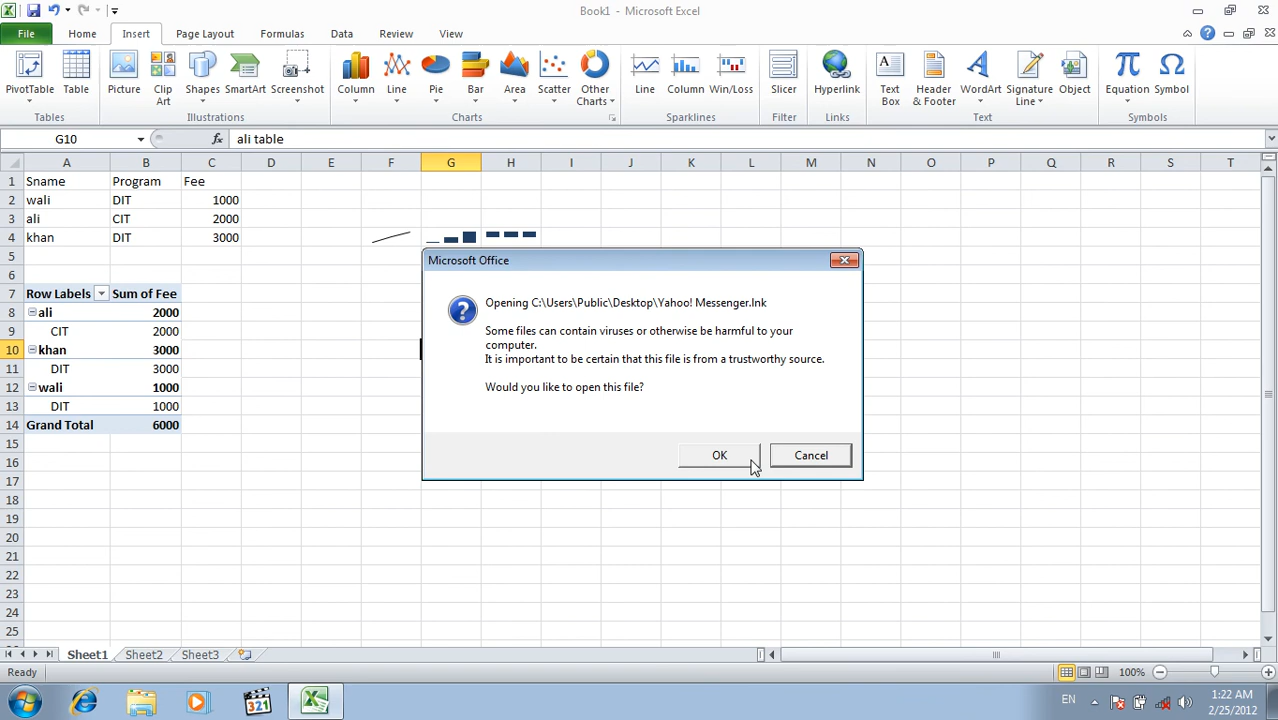 Book1 - Microsoft Excel
File Home Insert Page Layout Formulas Data Review View
PivotTable Table Picture Clip Art Shapes SmartArt Screenshot Column Line Pie Bar Area Scatter Other Charts Line Column Win/Loss Slicer Hyperlink Text Box Header & Footer WordArt Signature Line Object Equation Symbol
Tables Illustrations Charts Sparklines Filter Links Text Symbols
G10 fx ali table
A B C D E F G H I J K L M N O P Q R S T
1 Sname Program Fee
2 wali DIT 1000
3 ali CIT 2000
4 khan DIT 3000
5
6
7 Row Labels Sum of Fee
8 ali 2000
9 CIT 2000
10 khan 3000
11 DIT 3000
12 wali 1000
13 DIT 1000
14 Grand Total 6000
15
16
17
18
19
20
21
22
23
24
25
Microsoft Office
Opening C:\Users\Public\Desktop\Yahoo! Messenger.lnk
Some files can contain viruses or otherwise be harmful to your
computer.
It is important to be certain that this file is from a trustworthy source.
Would you like to open this file?
OK Cancel
Sheet1 Sheet2 Sheet3
Ready 100%
321
EN 1:22 AM
2/25/2012